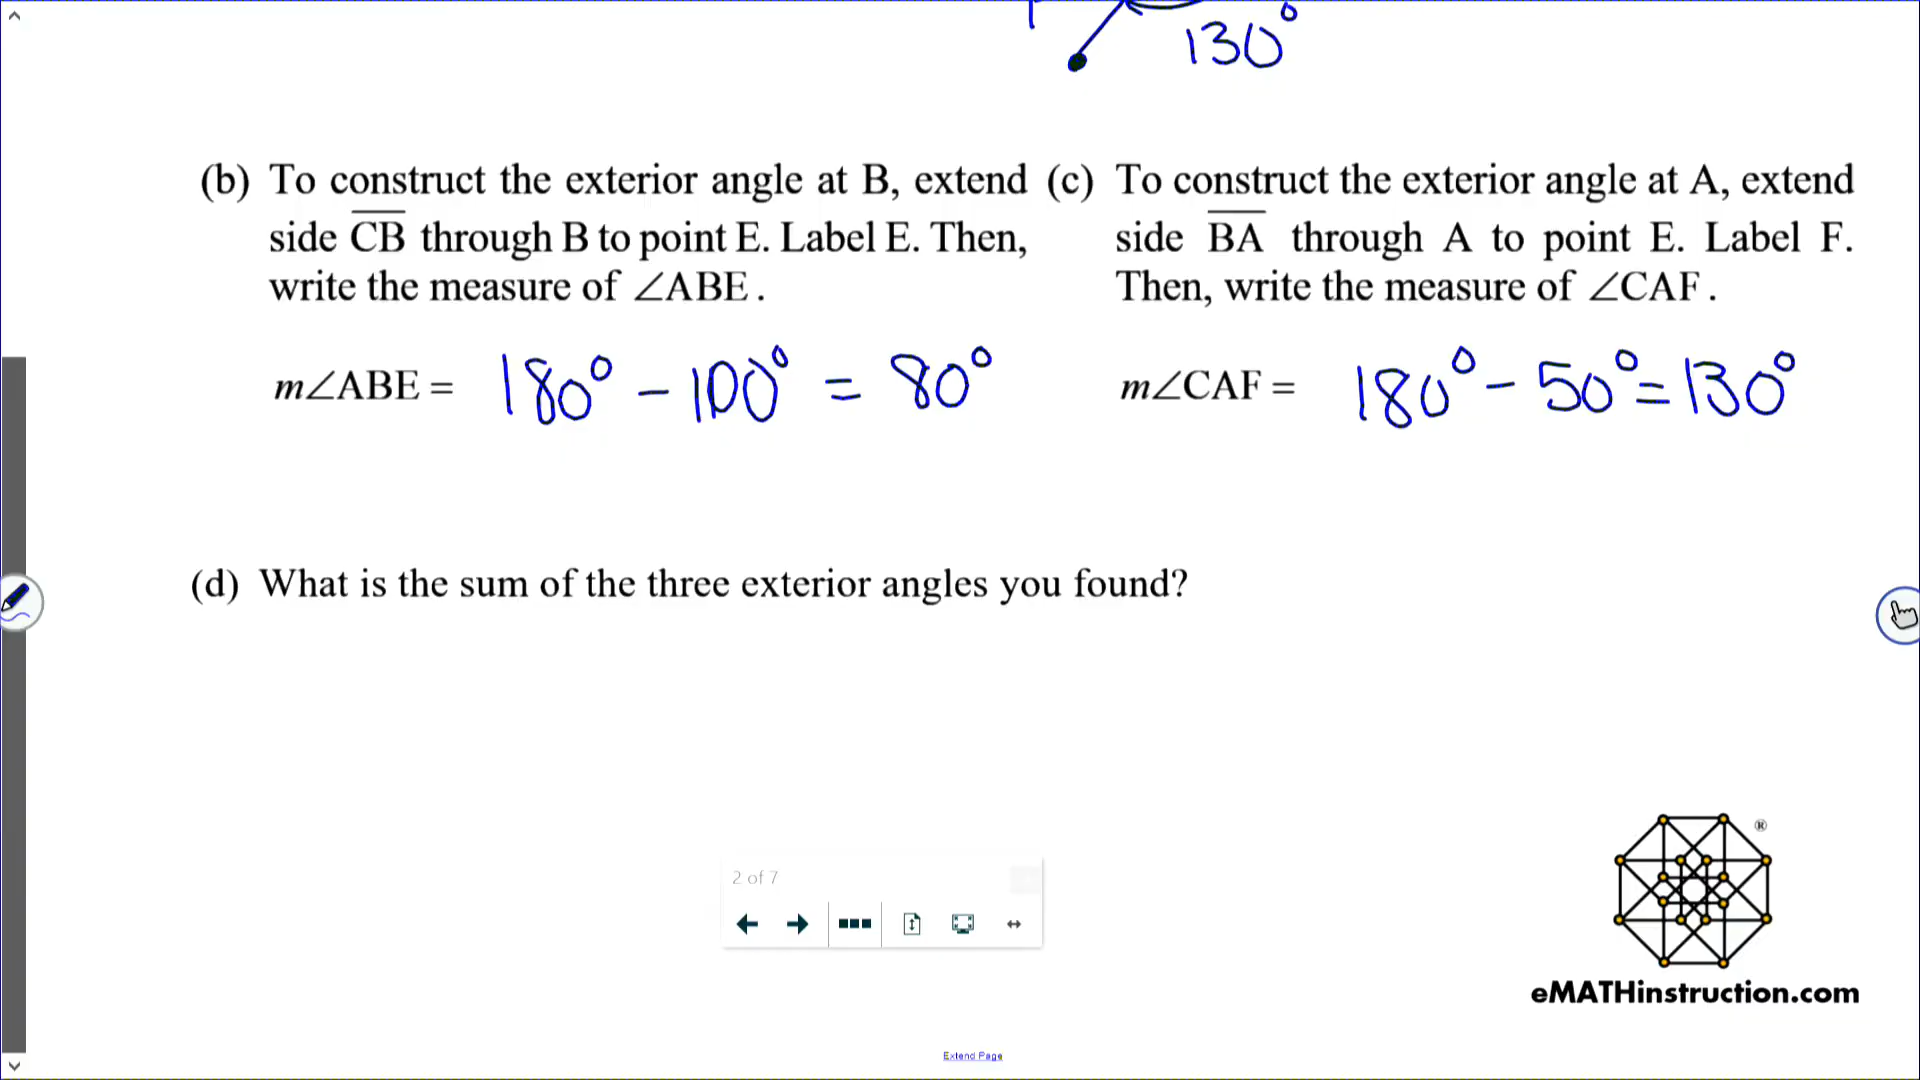 130°
(b) To construct the exterior angle at B, extend
side CB through B to point E. Label E. Then,
write the measure of ∠ABE.
m∠ABE = 180° - 100° = 80°
(c) To construct the exterior angle at A, extend
side BA through A to point E. Label F.
Then, write the measure of ∠CAF.
m∠CAF = 180° - 50° = 130°
(d) What is the sum of the three exterior angles you found?
2 of 7
®
eMATHinstruction.com
Extend Page